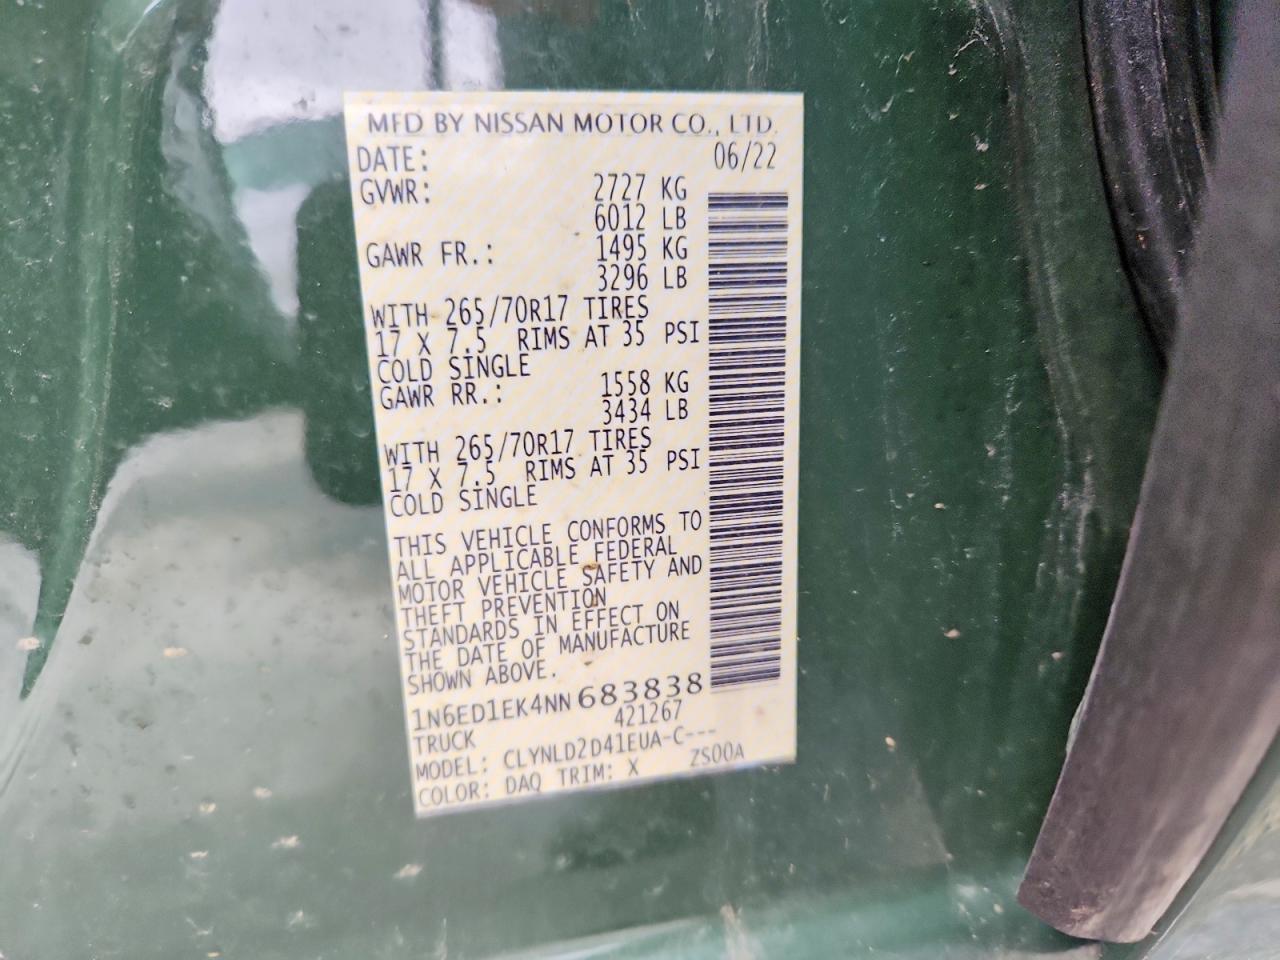 MFD BY NISSAN MOTOR CO., LTD.
DATE: 06/22
GVWR: 2727 KG
6012 LB
GAWR FR.: 1495 KG
3296 LB
WITH 265/70R17 TIRES
17 X 7.5 RIMS AT 35 PSI
COLD SINGLE
GAWR RR.: 1558 KG
3434 LB
WITH 265/70R17 TIRES
17 X 7.5 RIMS AT 35 PSI
COLD SINGLE
THIS VEHICLE CONFORMS TO
ALL APPLICABLE FEDERAL
MOTOR VEHICLE SAFETY AND
THEFT PREVENTION
STANDARDS IN EFFECT ON
THE DATE OF MANUFACTURE
SHOWN ABOVE.
1N6ED1EK4NN683838
TRUCK 421267
MODEL: CLYNLD2D41EUA-C---
COLOR: DAQ TRIM: X ZS00A